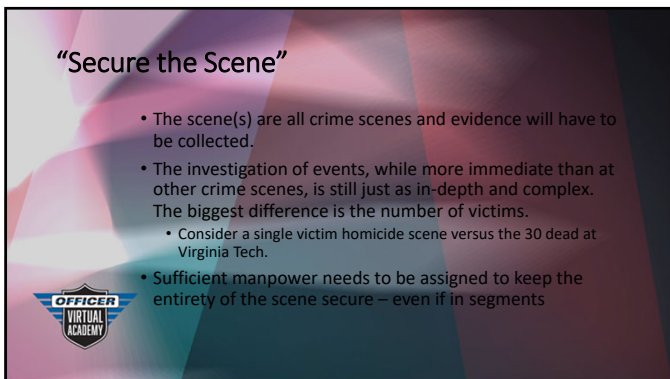 “Secure the Scene”
• The scene(s) are all crime scenes and evidence will have to
be collected.
• The investigation of events, while more immediate than at
other crime scenes, is still just as in-depth and complex.
The biggest difference is the number of victims.
• Consider a single victim homicide scene versus the 30 dead at
Virginia Tech.
• Sufficient manpower needs to be assigned to keep the
entirety of the scene secure – even if in segments
OFFICER
VIRTUAL
ACADEMY